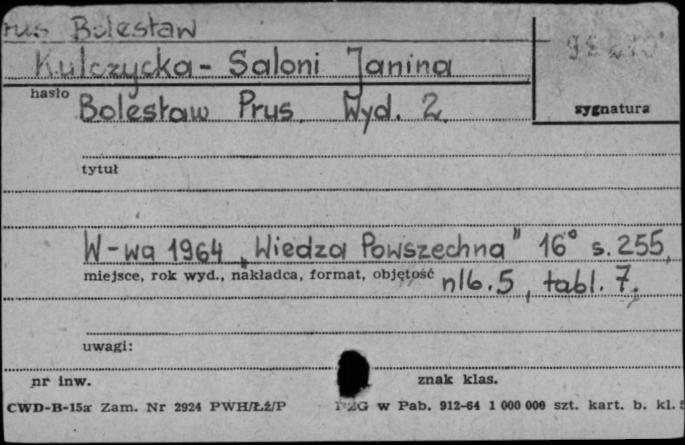 rus Bolesław
Kulczycka-Saloni Janina
hasło
Bolesław Prus. Wyd. 2.
sygnatura
tytuł
W-wa 1964 „Wiedza Powszechna" 16° s. 255,
miejsce, rok wyd., nakładca, format, objętość
nlb. 5, tabl. 7.
uwagi:
nr inw.
znak klas.
CWD-B-15a Zam. Nr 2924 PWH/ŁŻ/P
w Pab. 912-64 1 000 000 szt. kart. b. kl.